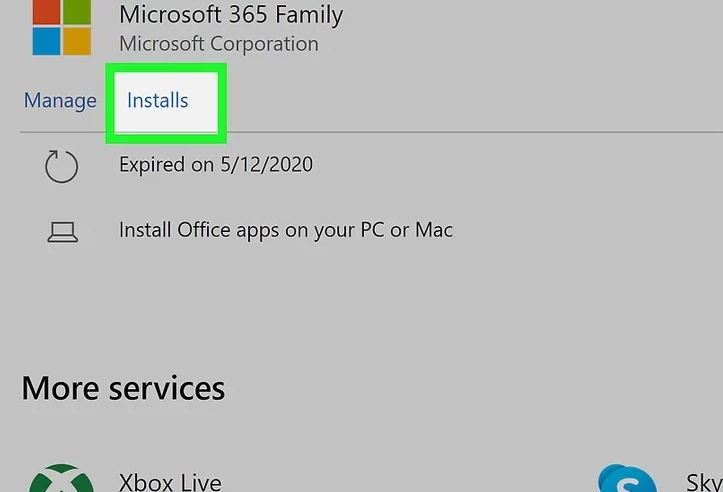 Microsoft 365 Family
Microsoft Corporation
Manage Installs
Expired on 5/12/2020
Install Office apps on your PC or Mac
More services
Xbox Live
Sky